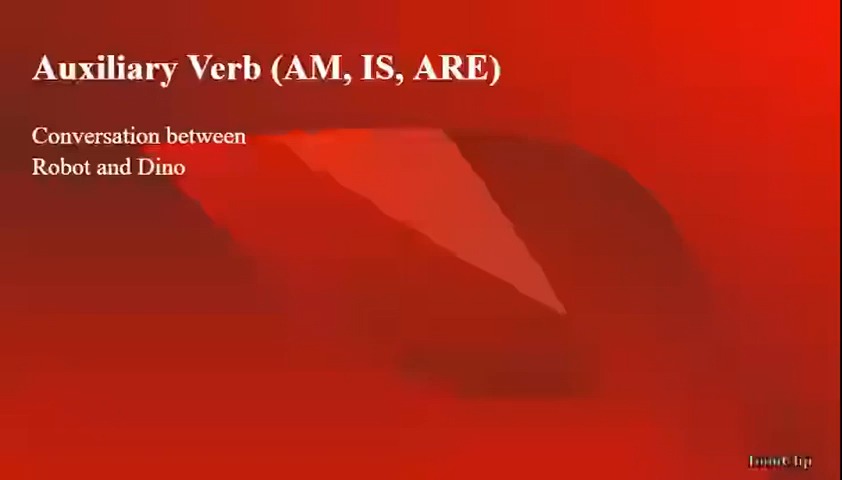 Auxiliary Verb (AM, IS, ARE)
Conversation between
Robot and Dino